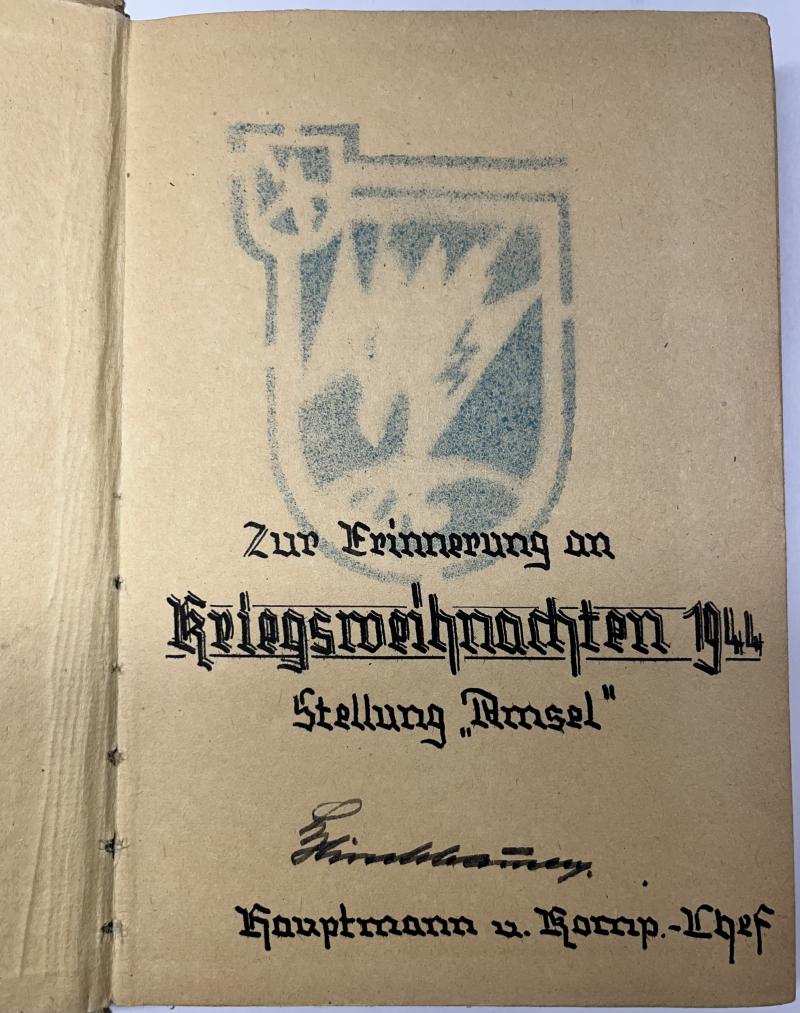 Zur Erinnerung an
Kriegsweihnachten 1944
Stellung „Amsel"
Hauptmann u. Komp.-Chef